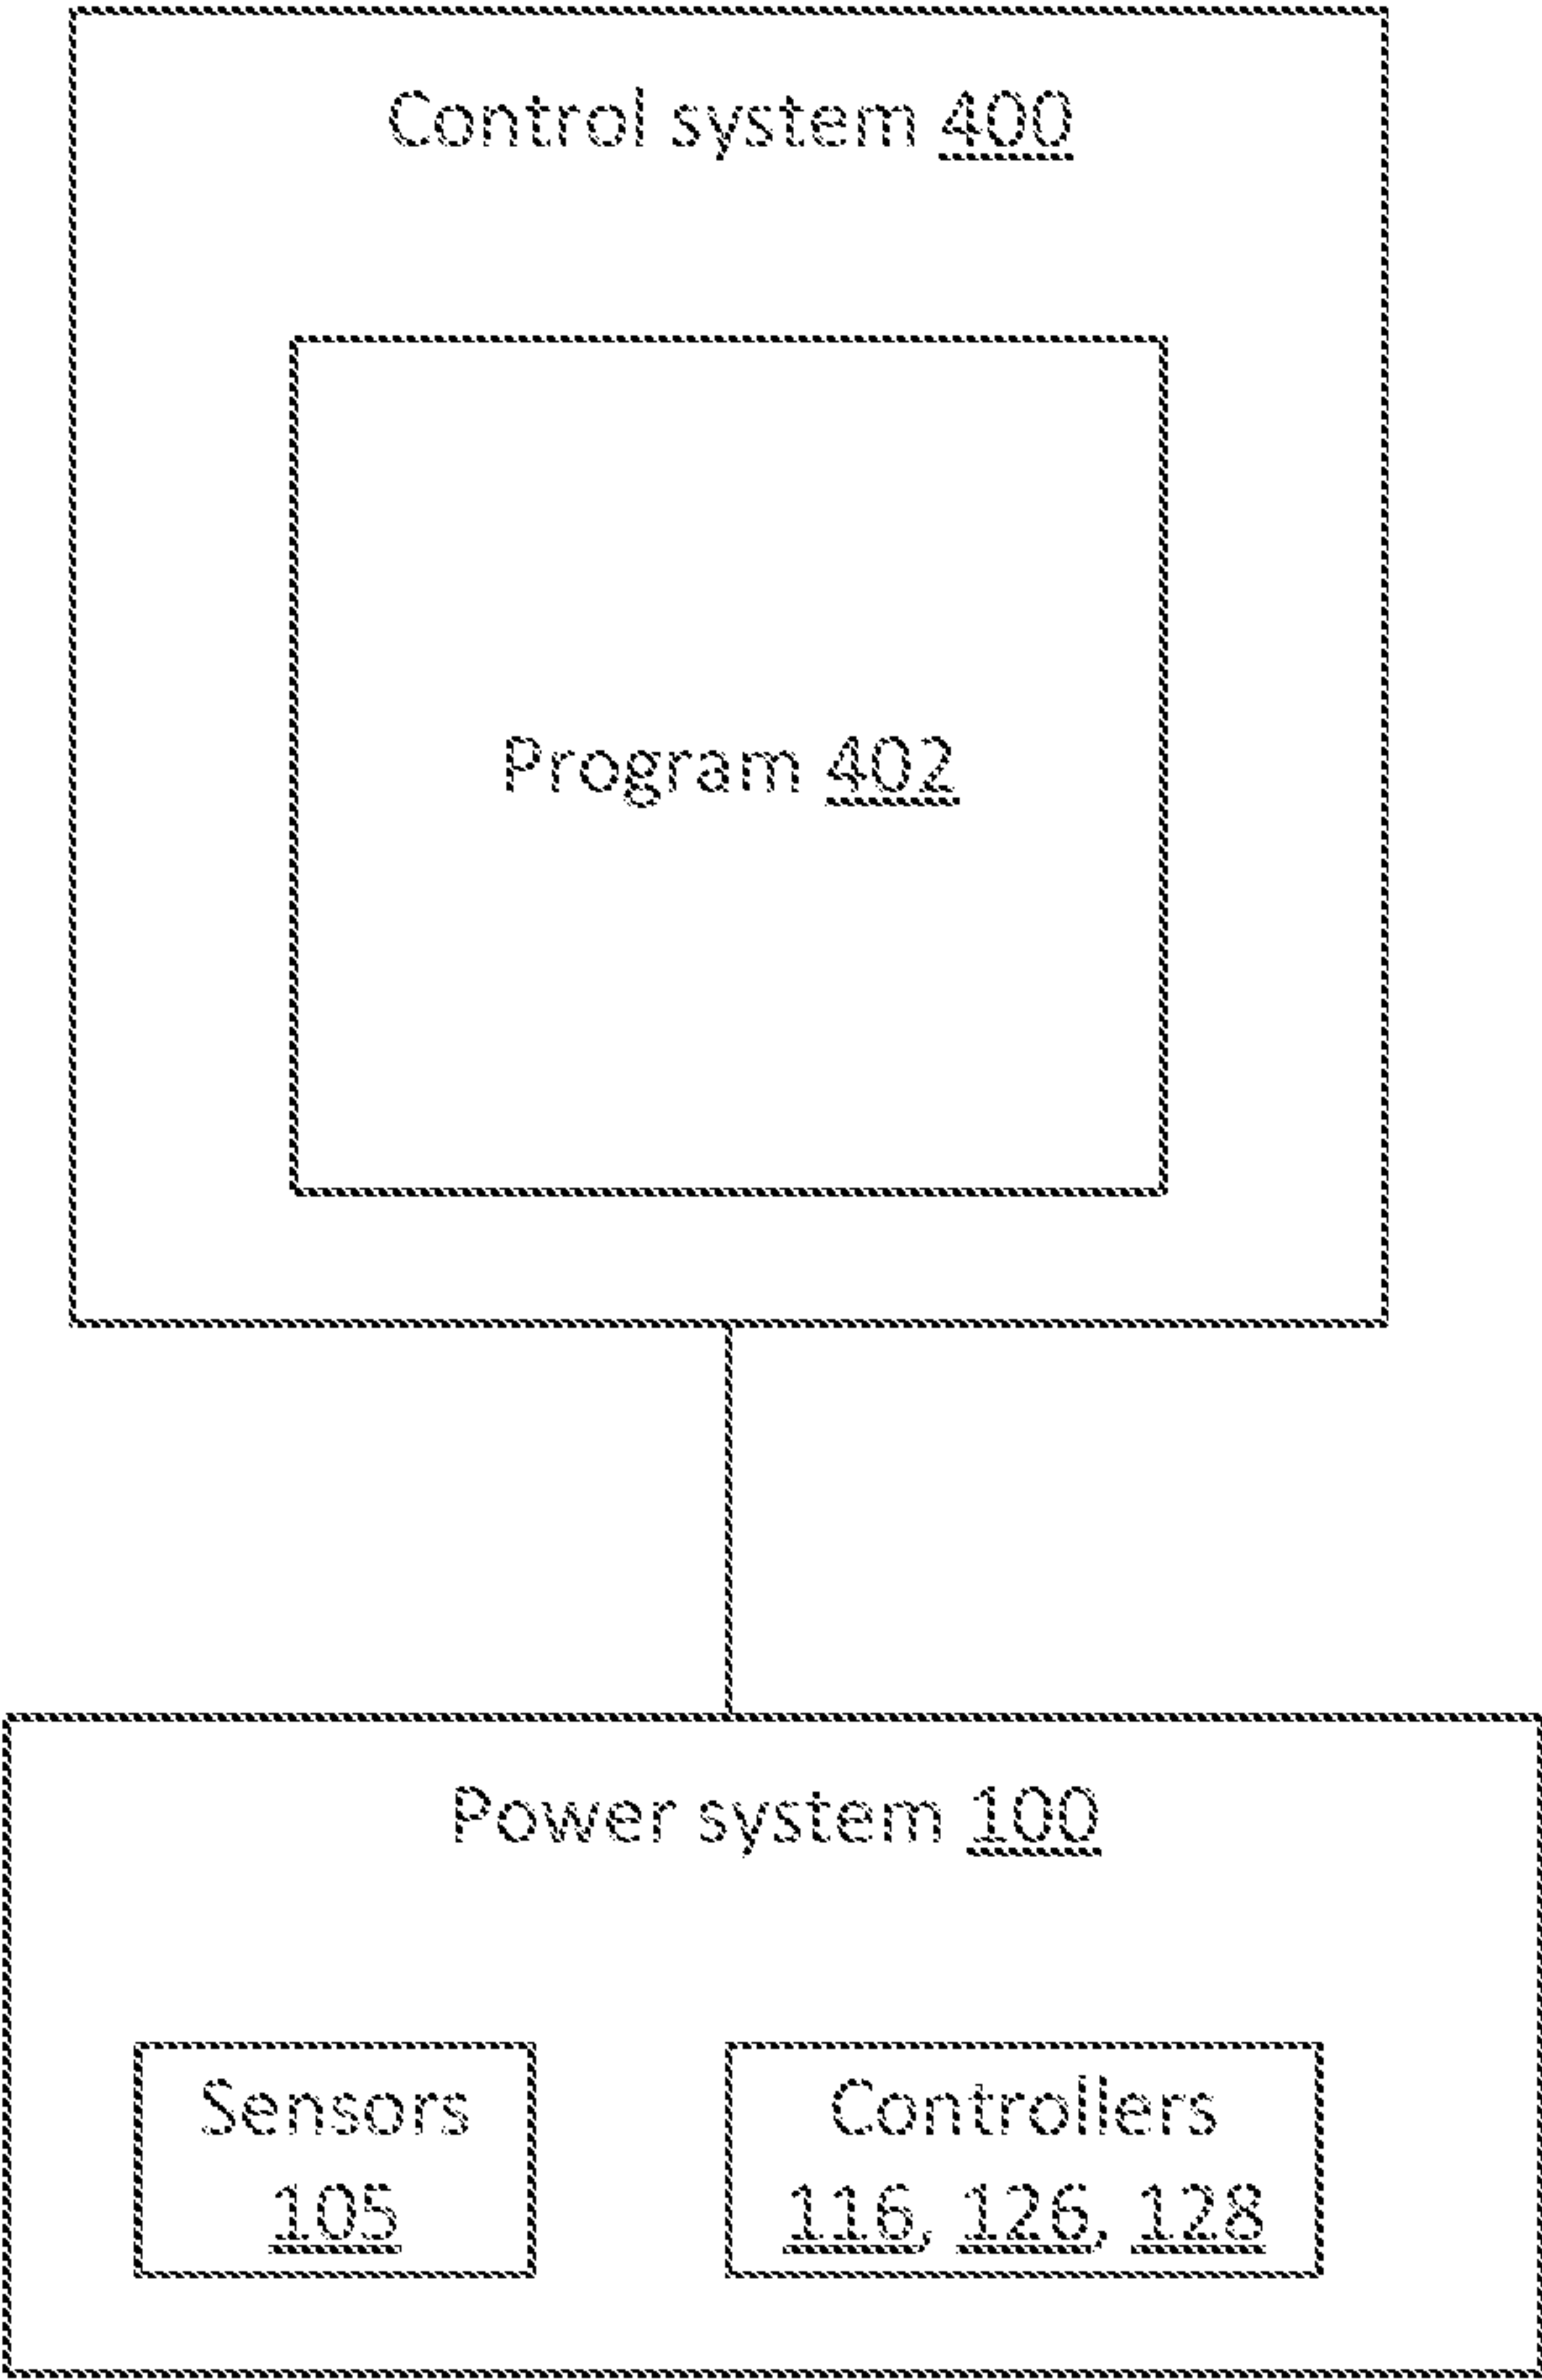 Control system 400
Program 402
Power system 100
Sensors
105
Controllers
116, 126, 128